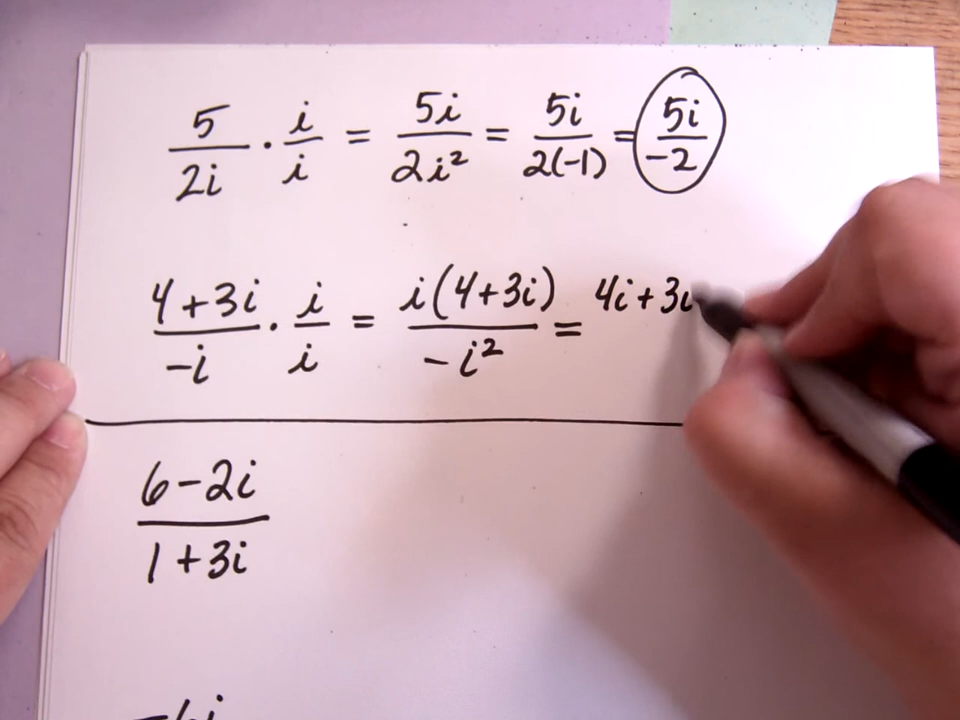 5/2i · i/i = 5i/2i² = 5i/2(-1) = 5i/-2
4+3i/-i · i/i = i(4+3i)/-i² = 4i+3i
6-2i/1+3i